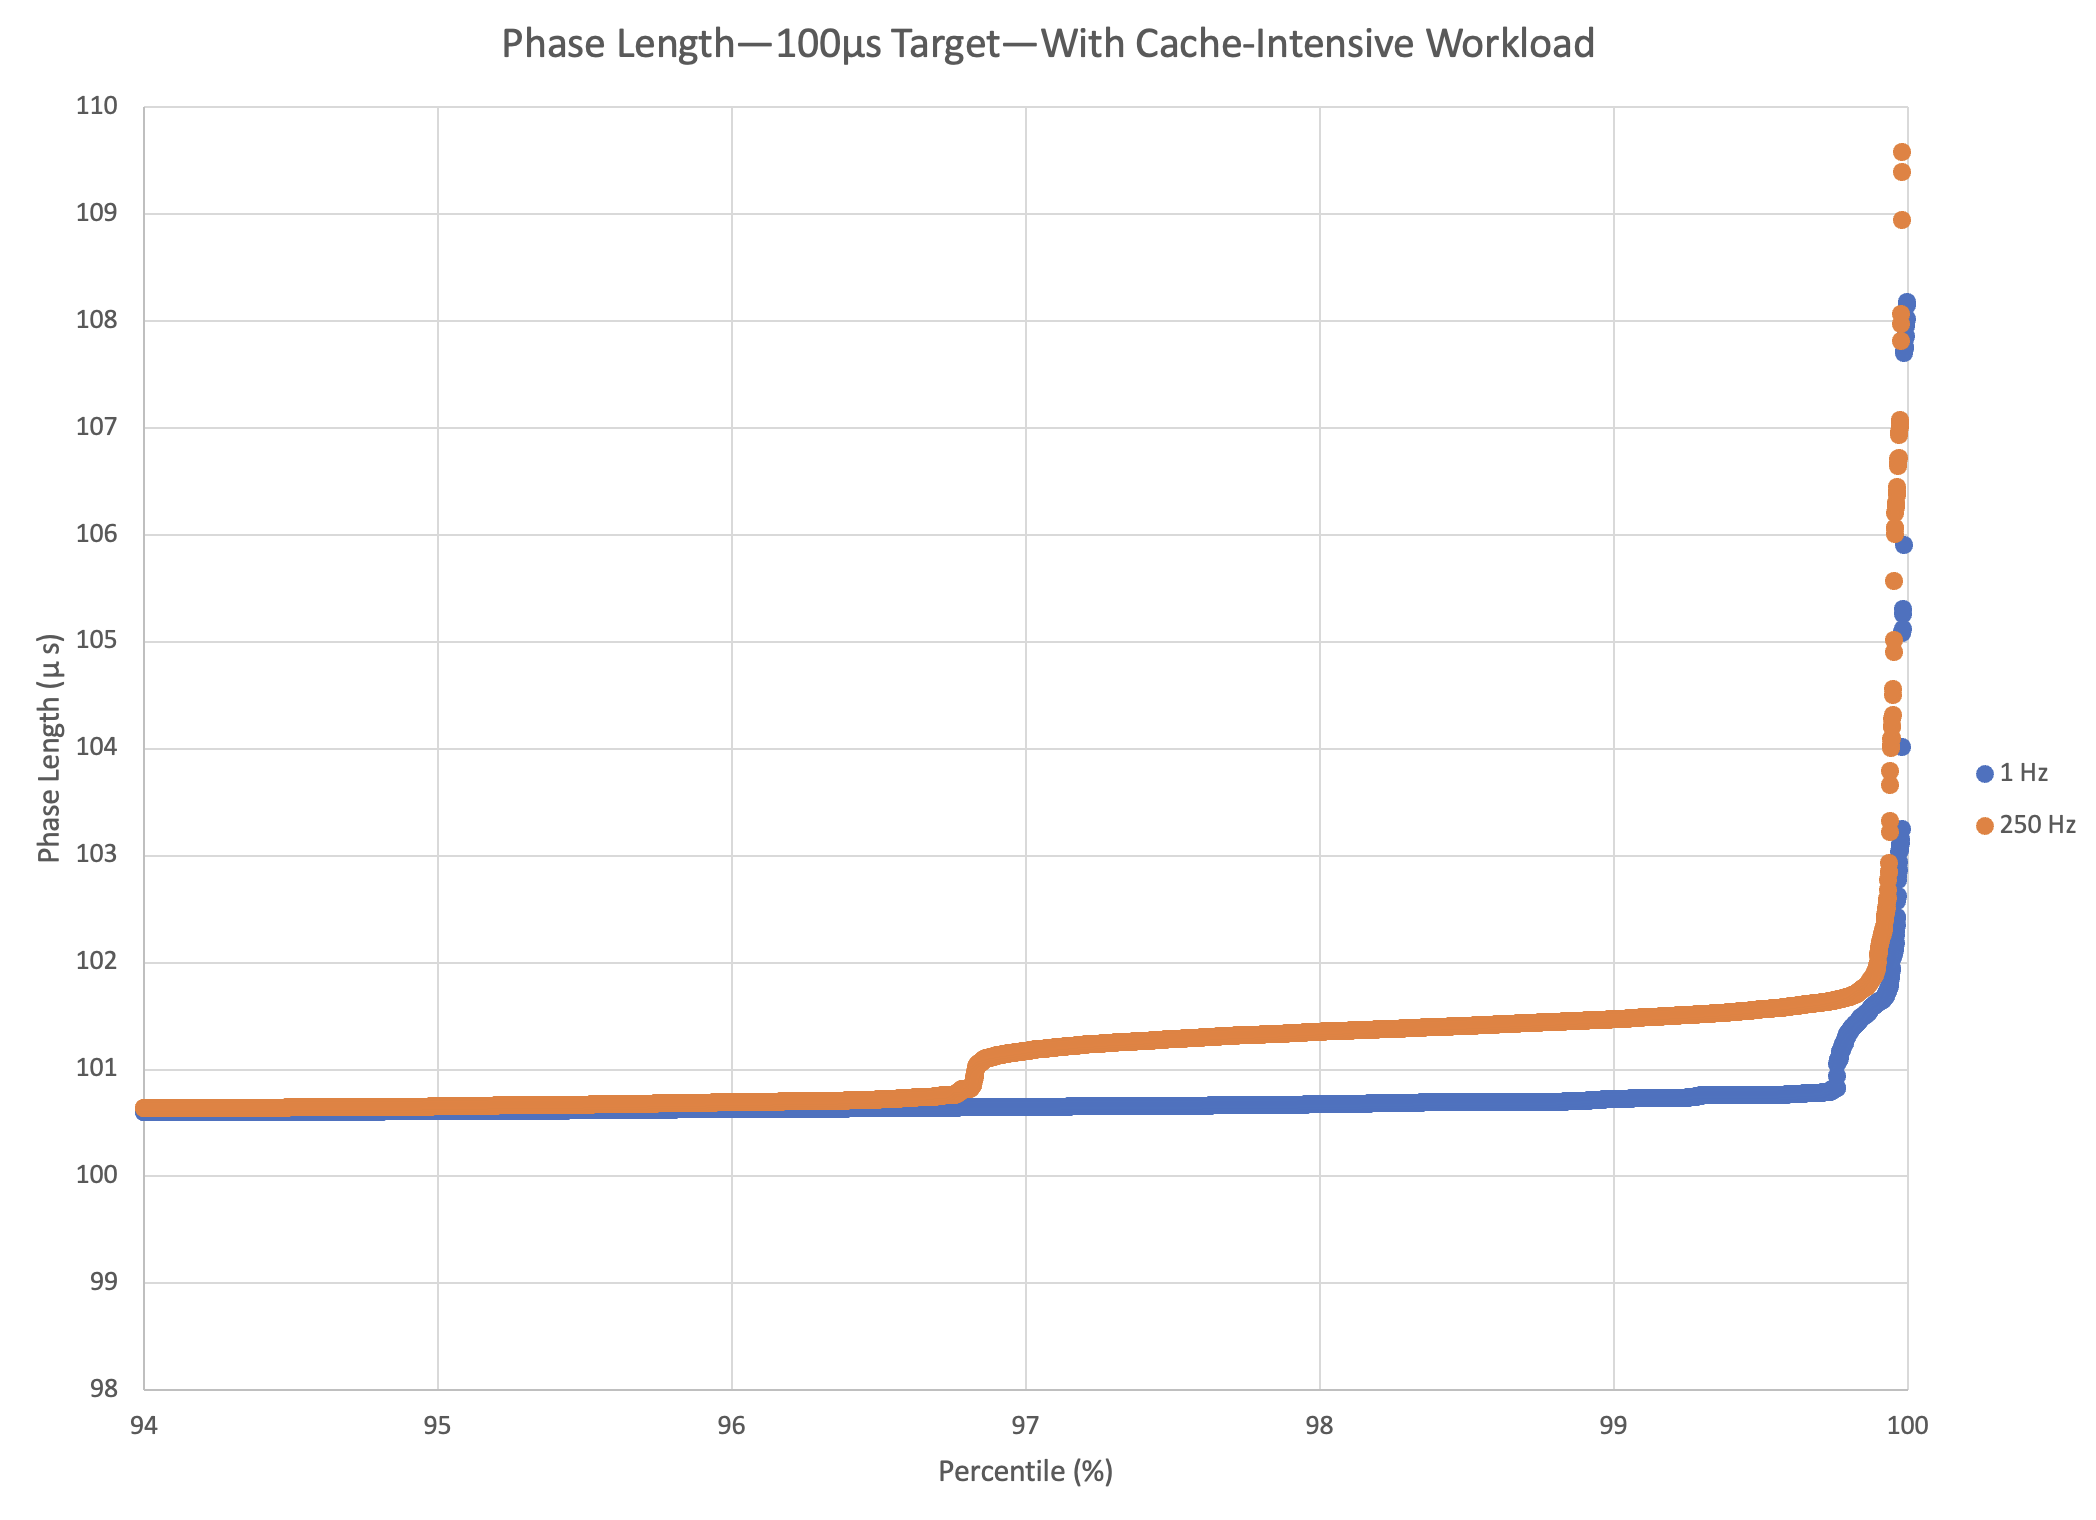 Phase Length—100µs Target—With Cache-Intensive Workload
110
109
108
107
106
105
104
103
102
101
100
99
98
Phase Length (µ s)
94 95 96 97 98 99 100
Percentile (%)
1 Hz
250 Hz